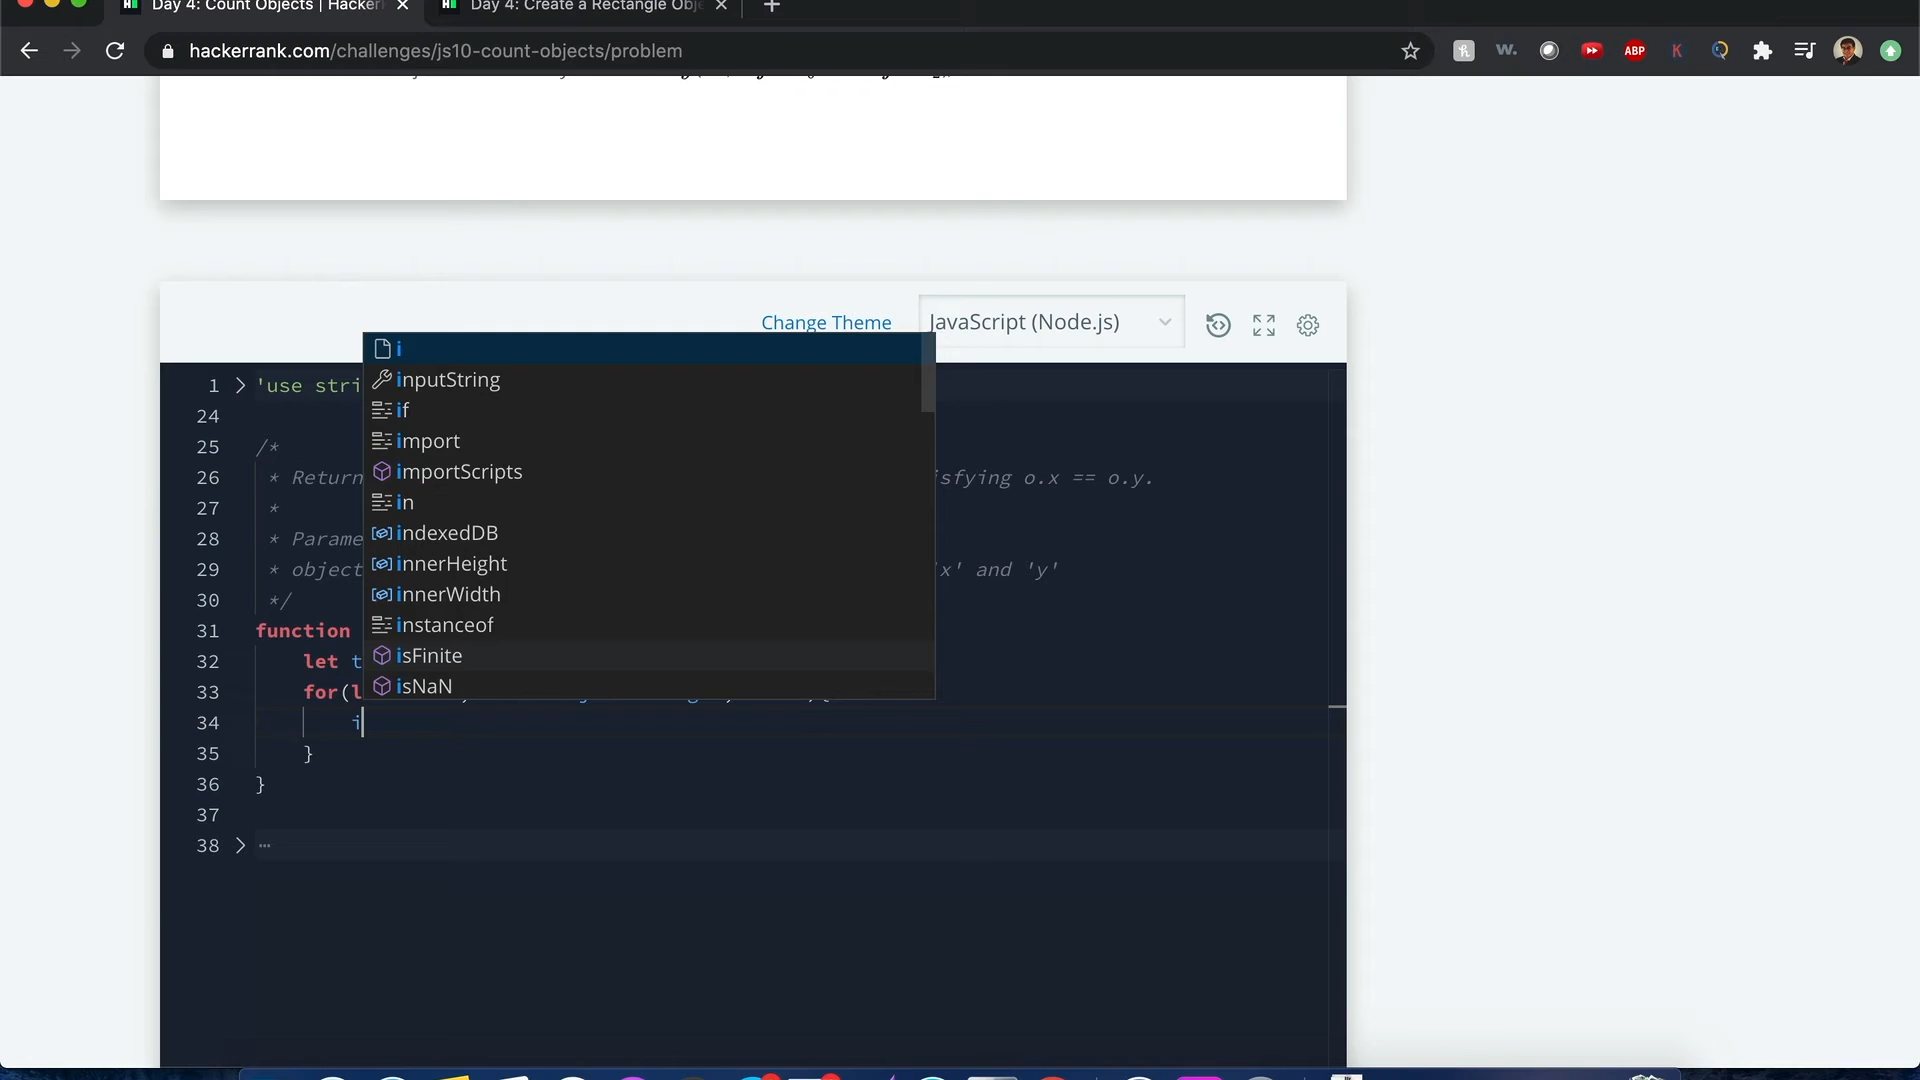 Day 4: Count Objects | Hacker
Day 4: Create a Rectangle Obj
hackerrank.com/challenges/js10-count-objects/problem
W.
ABP
K
Change Theme
JavaScript (Node.js)
i
inputString
if
import
importScripts
in
indexedDB
innerHeight
innerWidth
instanceof
isFinite
isNaN
1 'use stri
24
25 /*
26 * Return isfying o.x == o.y.
27 *
28 * Parame
29 * object 'x' and 'y'
30 */
31 function
32 let t
33 for(l
34 i
35 }
36 }
37
38